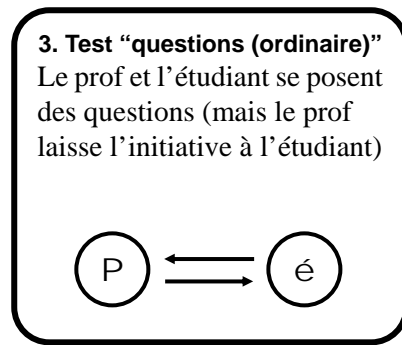 3. Test “questions (ordinaire)”
Le prof et l’étudiant se posent
des questions (mais le prof
laisse l’initiative à l’étudiant)
P é